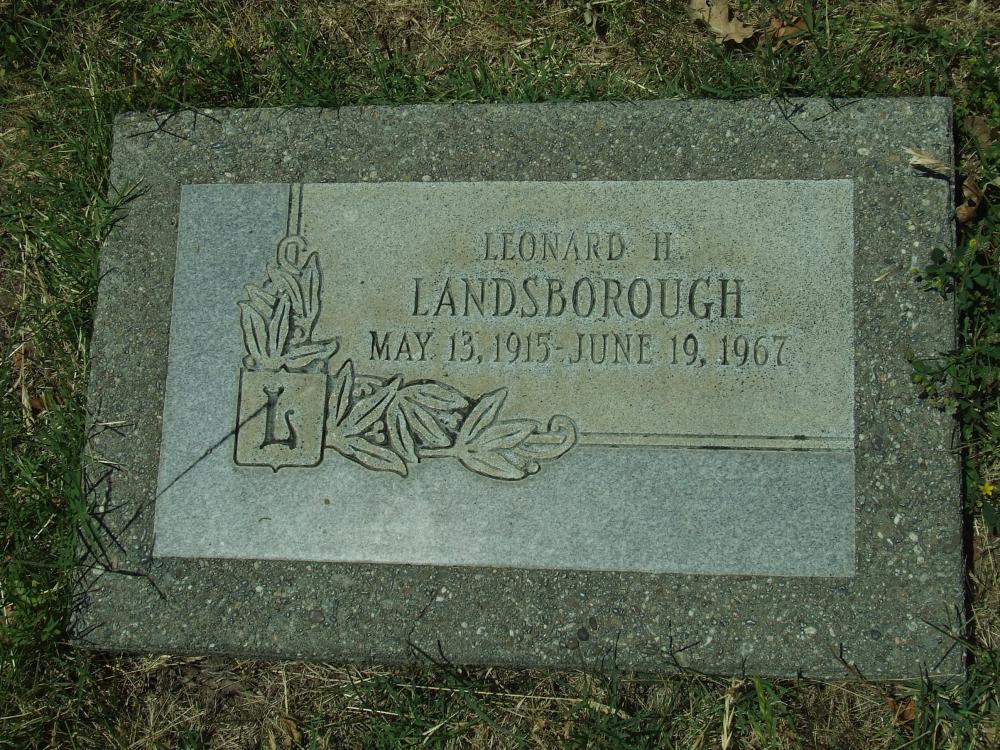 LEONARD H.
LANDSBOROUGH
MAY 13, 1915 - JUNE 19, 1967
L